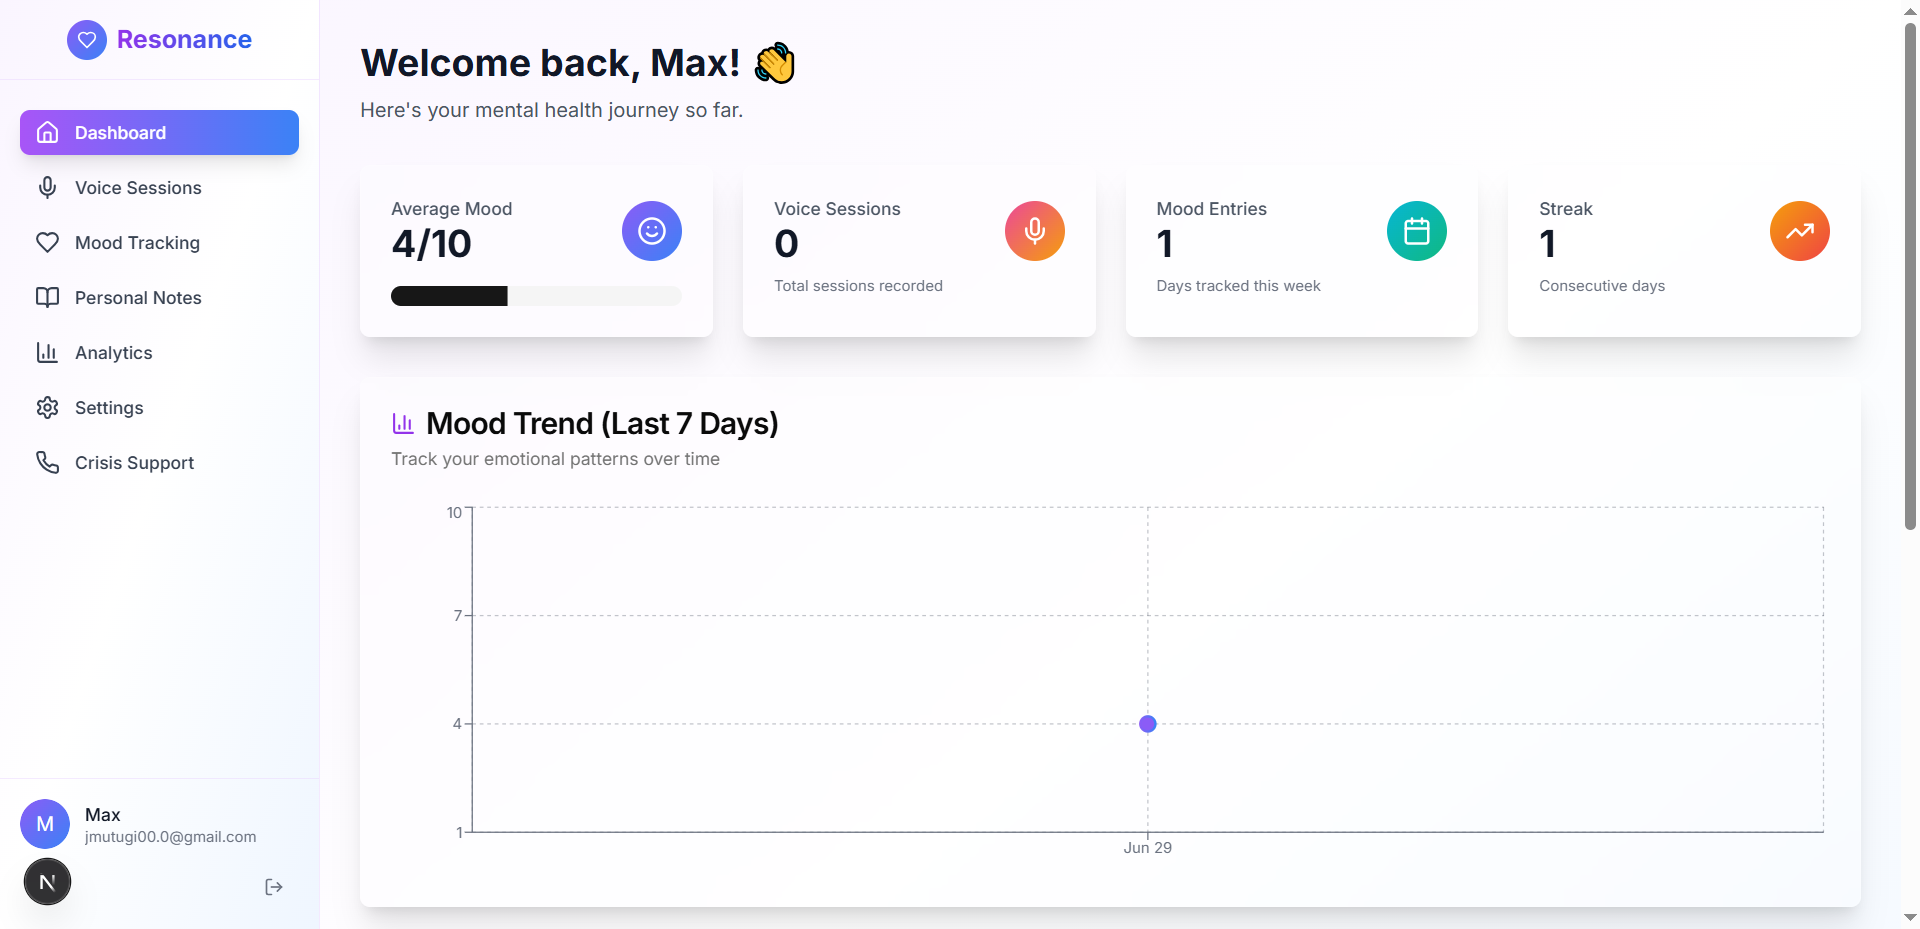 Resonance
Dashboard
Voice Sessions
Mood Tracking
Personal Notes
Analytics
Settings
Crisis Support
M
Max
jmutugi00.0@gmail.com
N
Welcome back, Max! 👋
Here's your mental health journey so far.
Average Mood
4/10
Voice Sessions
0
Total sessions recorded
Mood Entries
1
Days tracked this week
Streak
1
Consecutive days
Mood Trend (Last 7 Days)
Track your emotional patterns over time
10
7
4
1
Jun 29